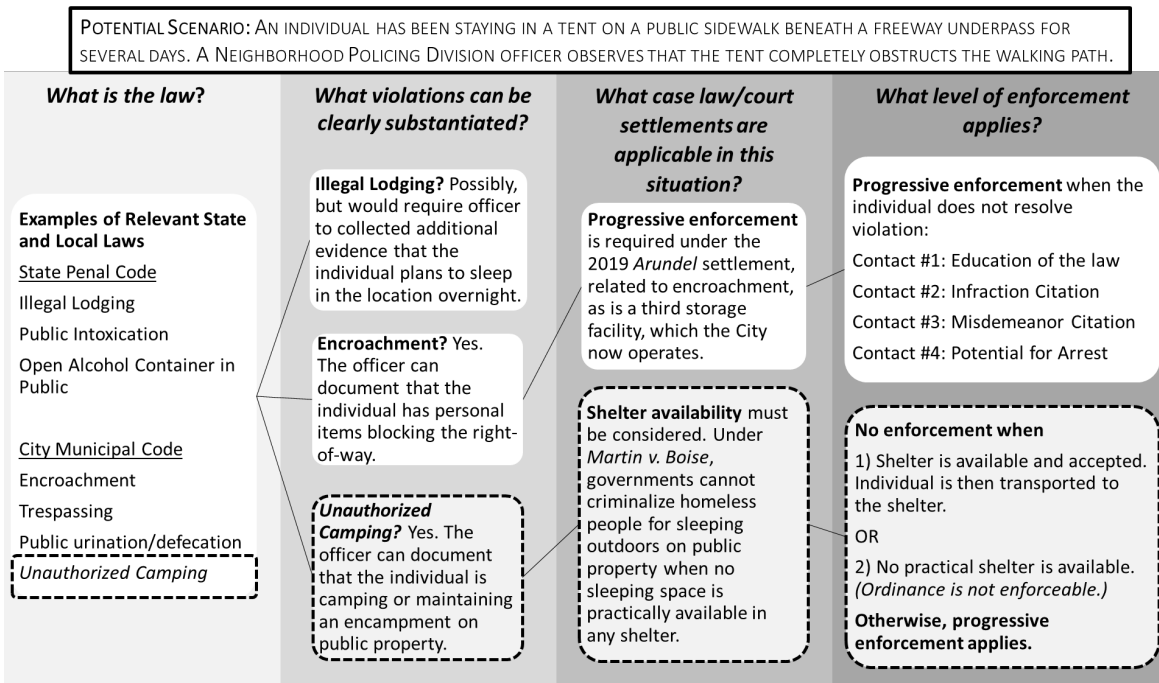 POTENTIAL SCENARIO: AN INDIVIDUAL HAS BEEN STAYING IN A TENT ON A PUBLIC SIDEWALK BENEATH A FREEWAY UNDERPASS FOR
SEVERAL DAYS. A NEIGHBORHOOD POLICING DIVISION OFFICER OBSERVES THAT THE TENT COMPLETELY OBSTRUCTS THE WALKING PATH.
What is the law?
Examples of Relevant State
and Local Laws
State Penal Code
Illegal Lodging
Public Intoxication
Open Alcohol Container in
Public
City Municipal Code
Encroachment
Trespassing
Public urination/defecation
Unauthorized Camping
What violations can be
clearly substantiated?
Illegal Lodging? Possibly,
but would require officer
to collected additional
evidence that the
individual plans to sleep
in the location overnight.
Encroachment? Yes.
The officer can
document that the
individual has personal
items blocking the right-
of-way.
Unauthorized
Camping? Yes. The
officer can document
that the individual is
camping or maintaining
an encampment on
public property.
What case law/court
settlements are
applicable in this
situation?
Progressive enforcement
is required under the
2019 Arundel settlement,
related to encroachment,
as is a third storage
facility, which the City
now operates.
Shelter availability must
be considered. Under
Martin v. Boise,
governments cannot
criminalize homeless
people for sleeping
outdoors on public
property when no
sleeping space is
practically available in
any shelter.
What level of enforcement
applies?
Progressive enforcement when the
individual does not resolve
violation:
Contact #1: Education of the law
Contact #2: Infraction Citation
Contact #3: Misdemeanor Citation
Contact #4: Potential for Arrest
No enforcement when
1) Shelter is available and accepted.
Individual is then transported to
the shelter.
OR
2) No practical shelter is available.
(Ordinance is not enforceable.)
Otherwise, progressive
enforcement applies.